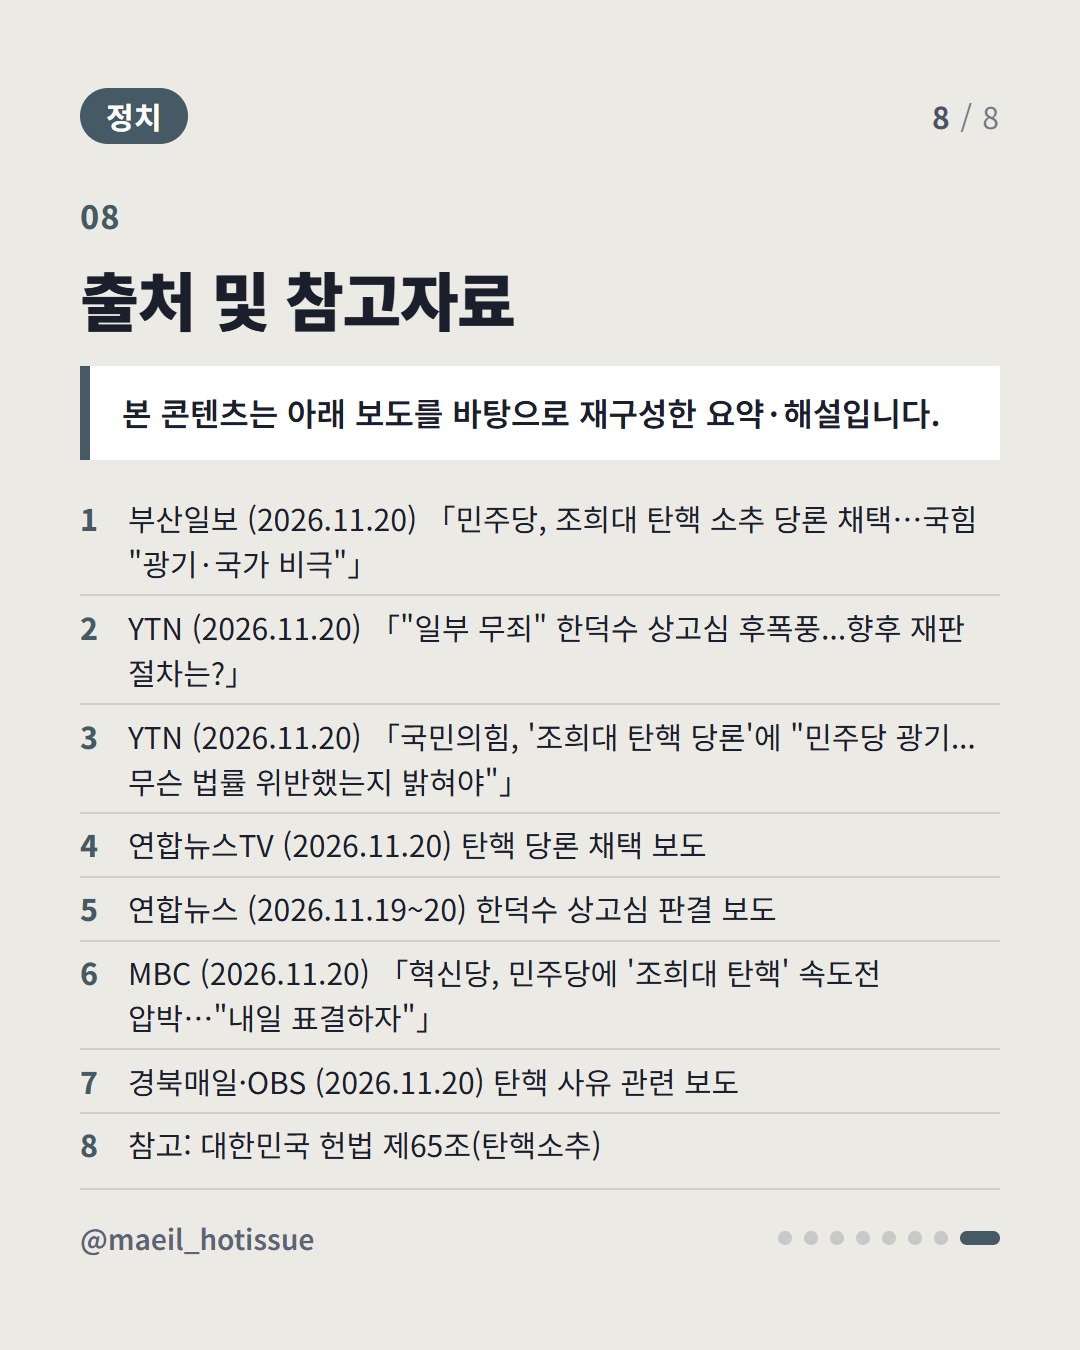 정치
8 / 8
08
출처 및 참고자료
본 콘텐츠는 아래 보도를 바탕으로 재구성한 요약·해설입니다.
1 부산일보 (2026.11.20) 「민주당, 조희대 탄핵 소추 당론 채택…국힘
"광기·국가 비극"」
2 YTN (2026.11.20) 「"일부 무죄" 한덕수 상고심 후폭풍...향후 재판
절차는?」
3 YTN (2026.11.20) 「국민의힘, '조희대 탄핵 당론'에 "민주당 광기...
무슨 법률 위반했는지 밝혀야"」
4 연합뉴스TV (2026.11.20) 탄핵 당론 채택 보도
5 연합뉴스 (2026.11.19~20) 한덕수 상고심 판결 보도
6 MBC (2026.11.20) 「혁신당, 민주당에 '조희대 탄핵' 속도전
압박…"내일 표결하자"」
7 경북매일·OBS (2026.11.20) 탄핵 사유 관련 보도
8 참고: 대한민국 헌법 제65조(탄핵소추)
@maeil_hotissue